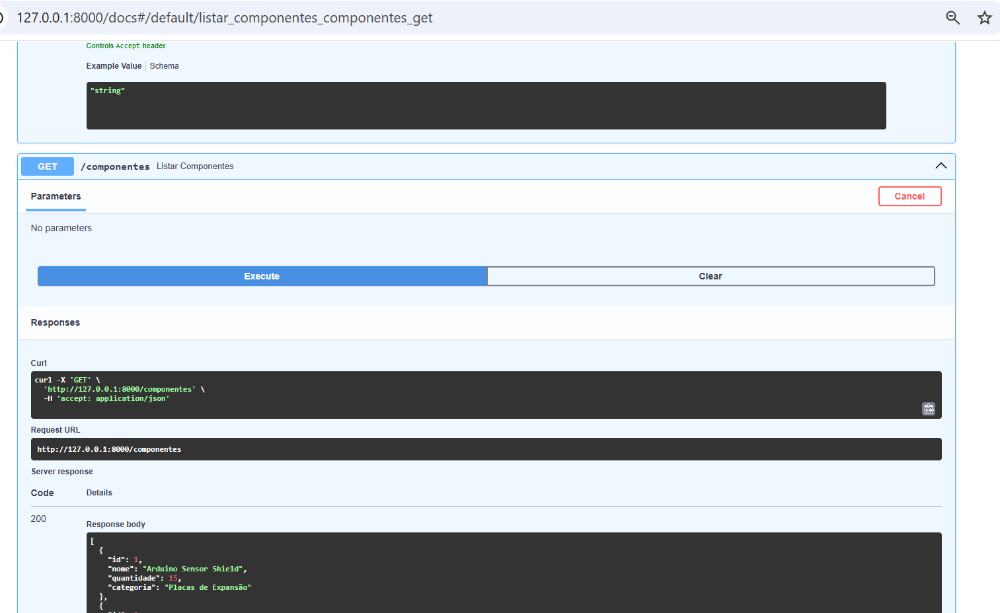 127.0.0.1:8000/docs#/default/listar_componentes_componentes_get
Controls Accept header.
Example Value Schema
"string"
GET /componentes Listar Componentes
Parameters Cancel
No parameters
Execute Clear
Responses
Curl
curl -X 'GET' \
'http://127.0.0.1:8000/componentes' \
-H 'accept: application/json'
Request URL
http://127.0.0.1:8000/componentes
Server response
Code Details
200
Response body
[
{
"id": 1,
"nome": "Arduino Sensor Shield",
"quantidade": 15,
"categoria": "Placas de Expansão"
},
{